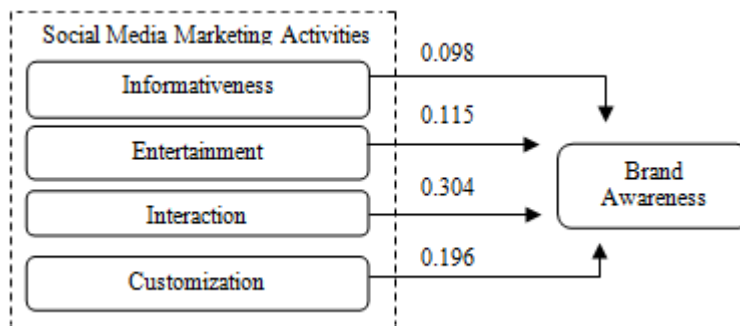 Social Media Marketing Activities
Informativeness
0.098
Entertainment
0.115
Interaction
0.304
Customization
0.196
Brand
Awareness